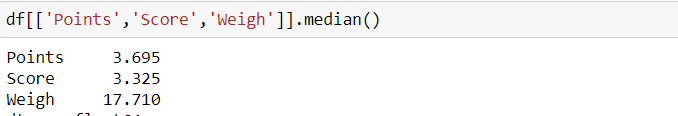 df[['Points','Score','Weigh']].median()
Points 3.695
Score 3.325
Weigh 17.710